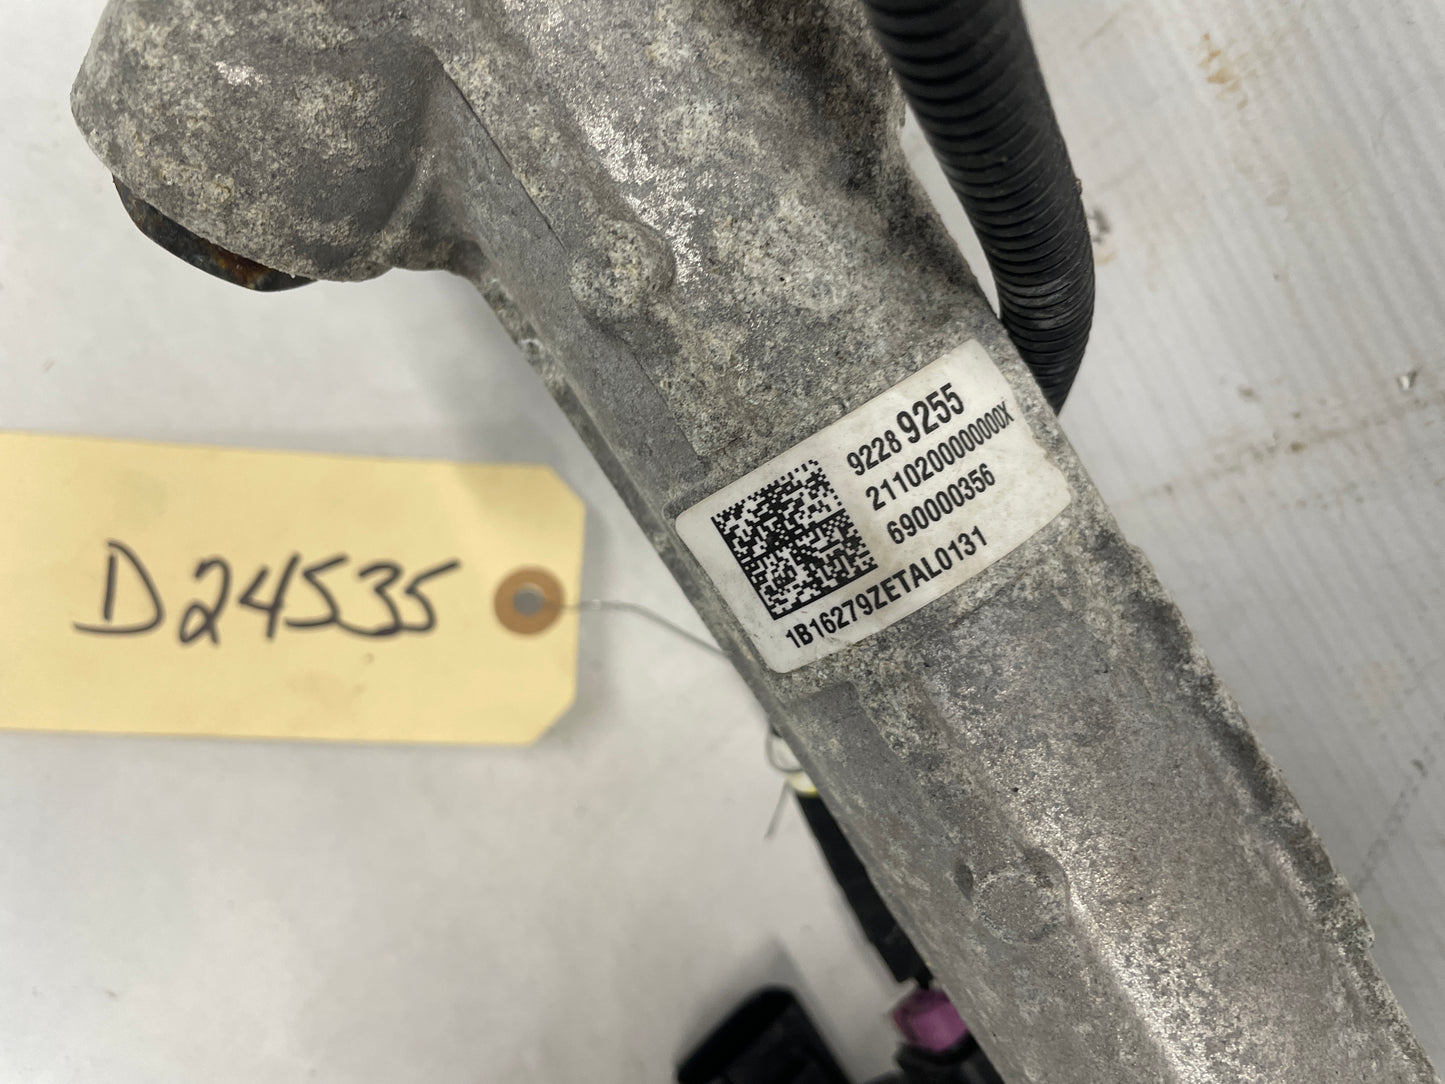 D24535
9228 9255
21102000000000X
690000356
1B16279ZETAL0131